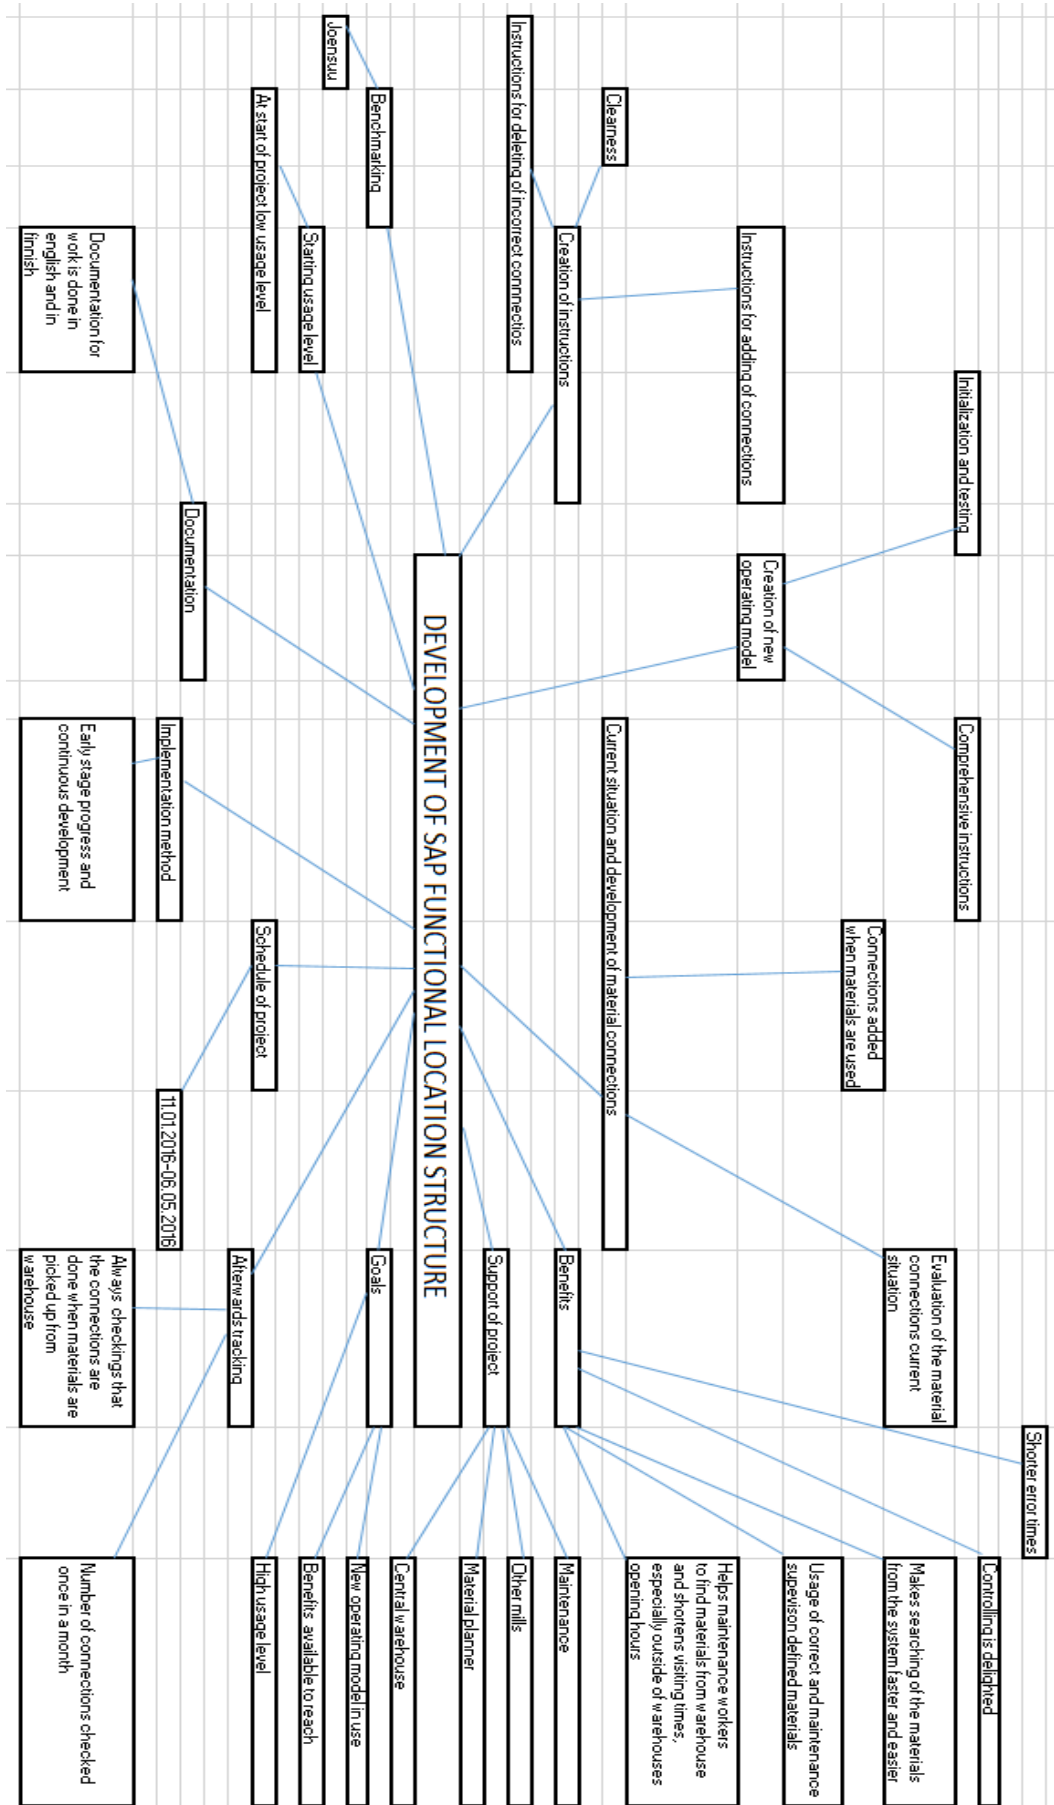 Shorter error times
Controlling is delighted
Initialization and testing
Comprehensive instructions
Evaluation of the material
connections current
situation
Makes searching of the materials
from the system faster and easier
Connections added
when materials are used
Usage of correct and maintenance
supevison defined materials
Instructions for adding of connections
Creation of new
operating model
Helps maintenance workers
to find materials from warehouse
and shortens visiting times,
especially outside of warehouses
opening hours
Clearness
Current situation and development of material connections
Creation of instructions
Benefits
Maintenance
Instructions for deleting of incorrect connnectios
Other mills
Support of project
Material planner
DEVELOPMENT OF SAP FUNCTIONAL LOCATION STRUCTURE
Central warehouse
Benchmarking
Goals
New operating model in use
Joensuu
Starting usage level
Benefits available to reach
At start of project low usage level
Schedule of project
High usage level
Afterwards tracking
Documentation
Implementation method
11.01.2016-06.05.2016
Documentation for
work is done in
english and in
finnish
Early stage progress and
continuous development
Always checkings that
the connections are
done when materials are
picked up from
warehouse
Number of connections checked
once in a month